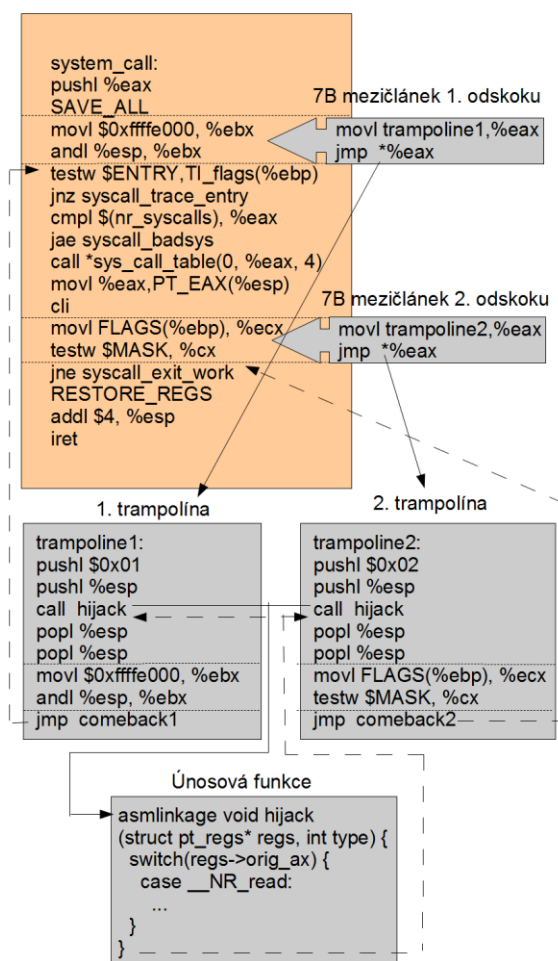 system_call:
pushl %eax
SAVE_ALL
movl $0xffffe000, %ebx
andl %esp, %ebx
testw $ENTRY,TI_flags(%ebp)
jnz syscall_trace_entry
cmpl $(nr_syscalls), %eax
jae syscall_badsys
call *sys_call_table(0, %eax, 4)
movl %eax,PT_EAX(%esp)
cli
movl FLAGS(%ebp), %ecx
testw $MASK, %cx
jne syscall_exit_work
RESTORE_REGS
addl $4, %esp
iret
7B mezičlánek 1. odskoku
movl trampoline1,%eax
jmp *%eax
7B mezičlánek 2. odskoku
movl trampoline2,%eax
jmp *%eax
1. trampolína
trampoline1:
pushl $0x01
pushl %esp
call hijack
popl %esp
popl %esp
movl $0xffffe000, %ebx
andl %esp, %ebx
jmp comeback1
2. trampolína
trampoline2:
pushl $0x02
pushl %esp
call hijack
popl %esp
popl %esp
movl FLAGS(%ebp), %ecx
testw $MASK, %cx
jmp comeback2
Únosová funkce
asmlinkage void hijack
(struct pt_regs* regs, int type) {
switch(regs->orig_ax) {
case __NR_read:
...
}
}